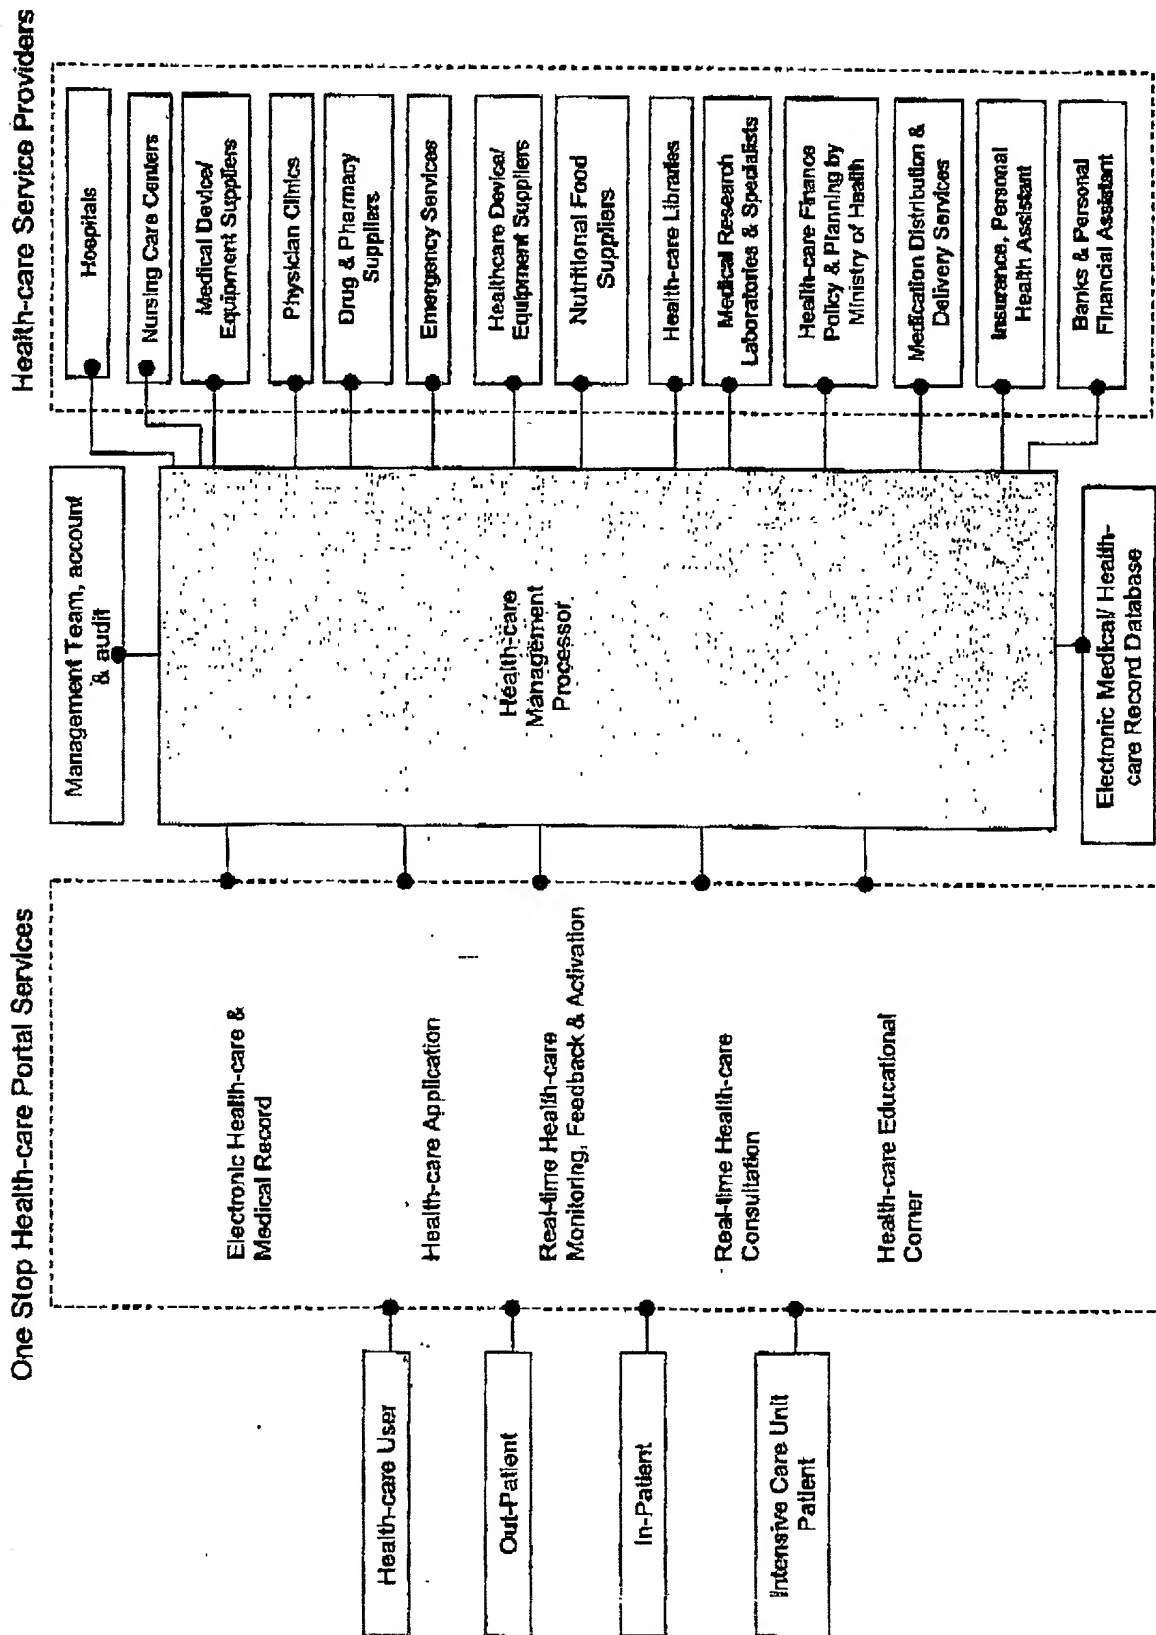 One Stop Health-care Portal Services
Health-care User
Out-Patient
In-Patient
Intensive Care Unit
Patient
Electronic Health-care &
Medical Record
Health-care Application
Real-time Health-care
Monitoring, Feedback & Activation
Real-time Health-care
Consultation
Health-care Educational
Corner
Management Team, account
& audit
Health-care
Management
Processor
Electronic Medical/ Health-
care Record Database
Health-care Service Providers
Hospitals
Nursing Care Centers
Medical Device/
Equipment Suppliers
Physician Clinics
Drug & Pharmacy
Suppliers
Emergency Services
Healthcare Device/
Equipment Suppliers
Nutritional Food
Suppliers
Health-care Libraries
Medical Research
Laboratories & Specialists
Health-care Finance
Policy & Planning by
Ministry of Health
Medication Distribution &
Delivery Services
Insurance, Personal
Health Assistant
Banks & Personal
Financial Assistant